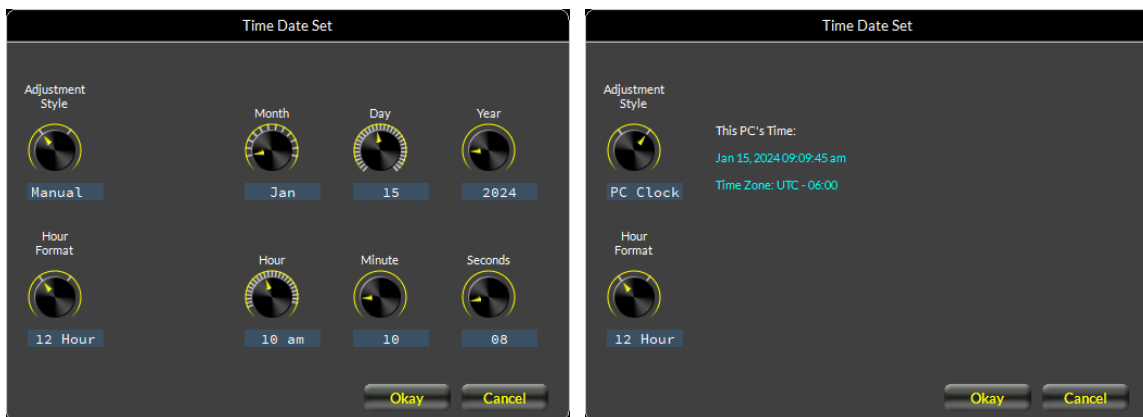 Time Date Set
Adjustment
Style
Manual
Month
Jan
Day
15
Year
2024
Hour
Format
12 Hour
Hour
10 am
Minute
10
Seconds
08
Okay
Cancel
Time Date Set
Adjustment
Style
PC Clock
This PC's Time:
Jan 15, 2024 09:09:45 am
Time Zone: UTC - 06:00
Hour
Format
12 Hour
Okay
Cancel